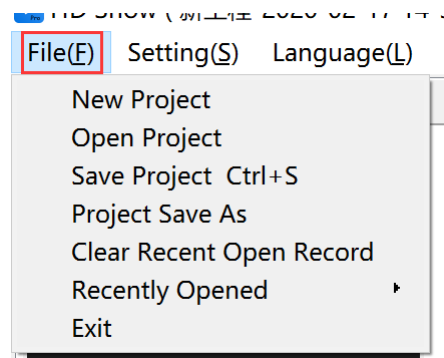 File(F) Setting(S) Language(L)
New Project
Open Project
Save Project Ctrl+S
Project Save As
Clear Recent Open Record
Recently Opened
Exit